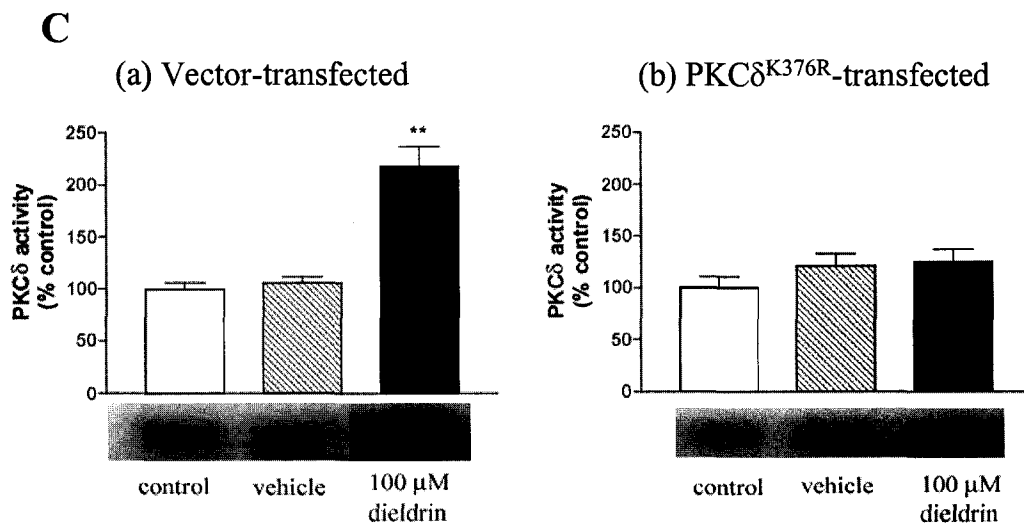 C
(a) Vector-transfected
(b) PKCδK376R-transfected
PKCδ activity
(% control)
250
200
150
100
50
0
**
control
vehicle
100 µM
dieldrin
PKCδ activity
(% control)
250
200
150
100
50
0
control
vehicle
100 µM
dieldrin